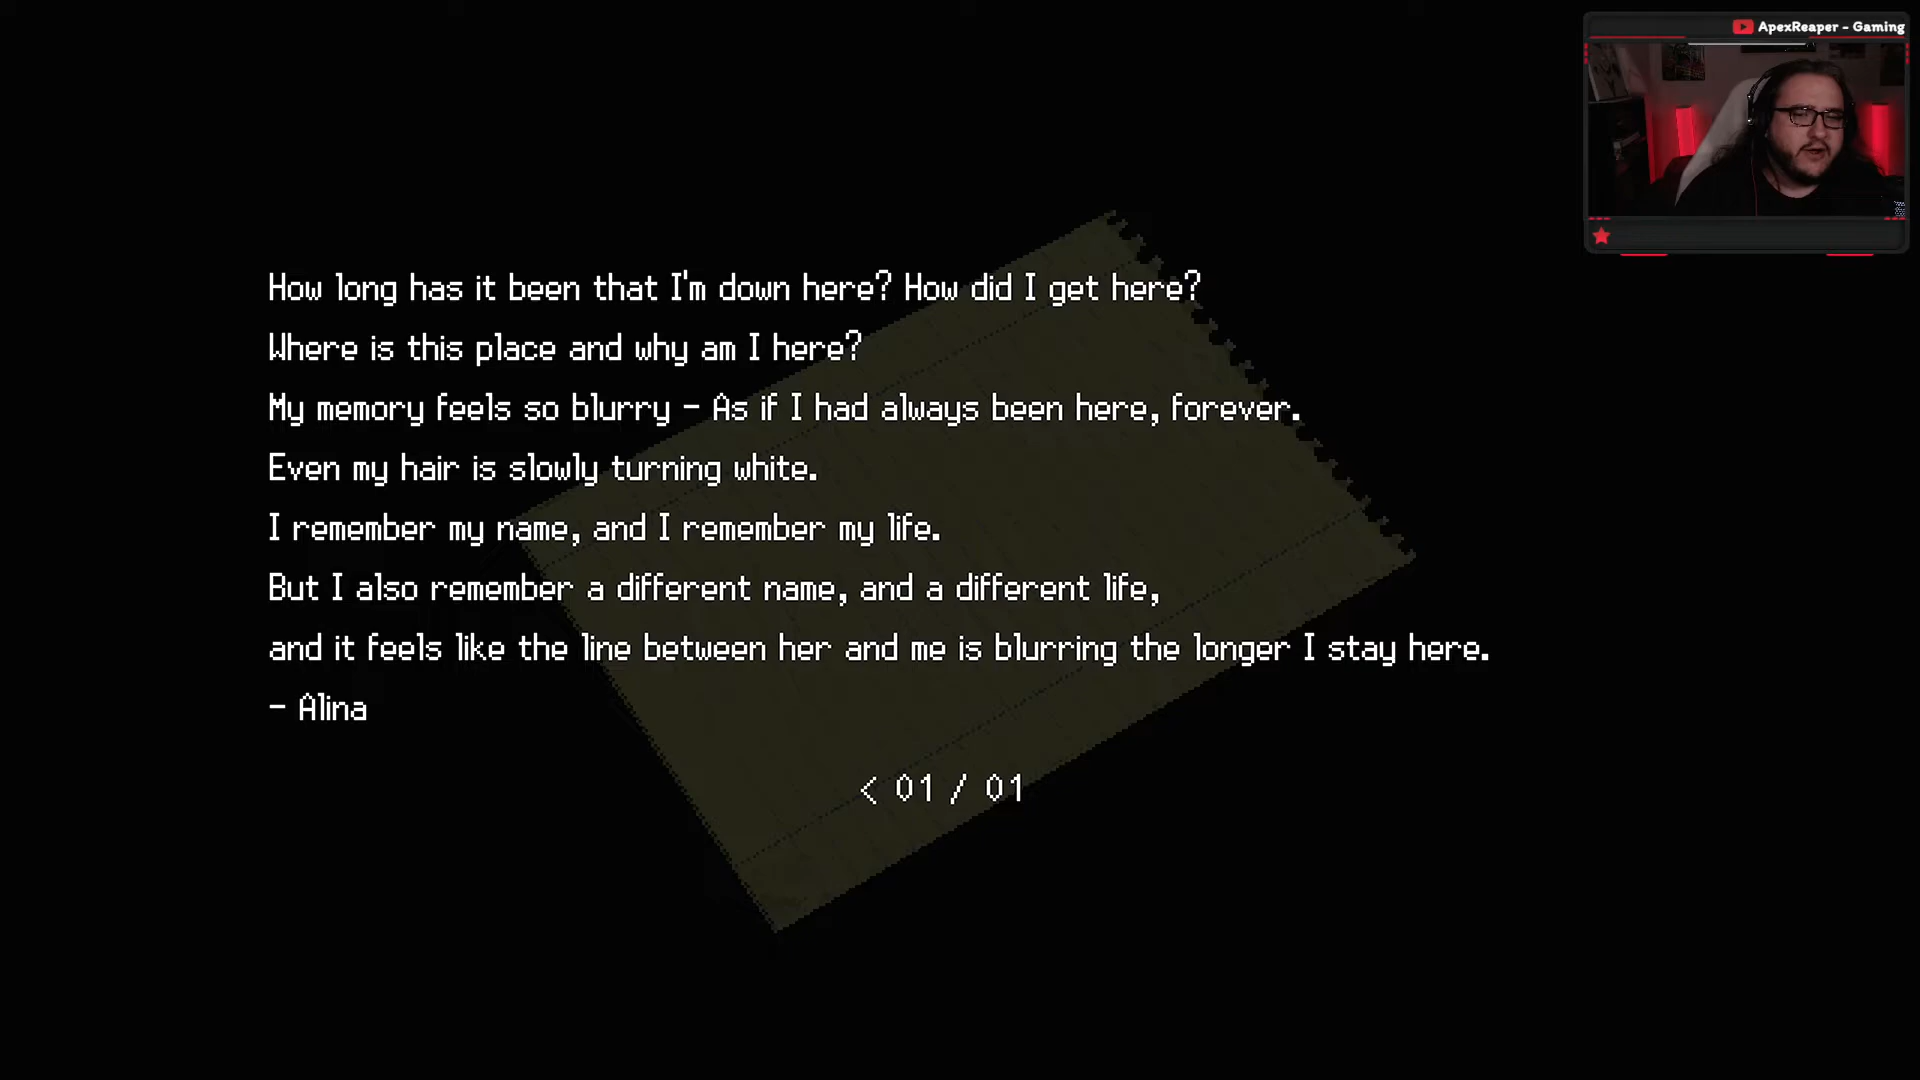 ApexReaper - Gaming
How long has it been that I'm down here? How did I get here?
Where is this place and why am I here?
My memory feels so blurry - As if I had always been here, forever.
Even my hair is slowly turning white.
I remember my name, and I remember my life.
But I also remember a different name, and a different life,
and it feels like the line between her and me is blurring the longer I stay here.
- Alina
< 01 / 01